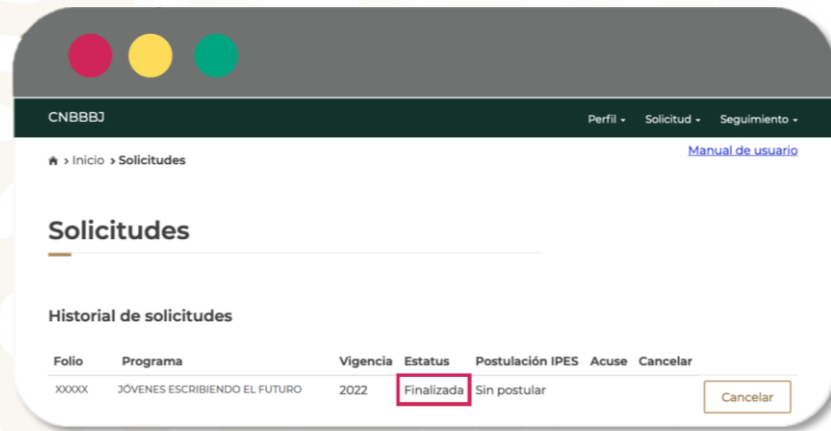 CNBBBJ Perfil Solicitud Seguimiento
Manual de usuario
> Inicio > Solicitudes
Solicitudes
Historial de solicitudes
Folio Programa Vigencia Estatus Postulación IPES Acuse Cancelar
XXXXX JÓVENES ESCRIBIENDO EL FUTURO 2022 Finalizada Sin postular Cancelar